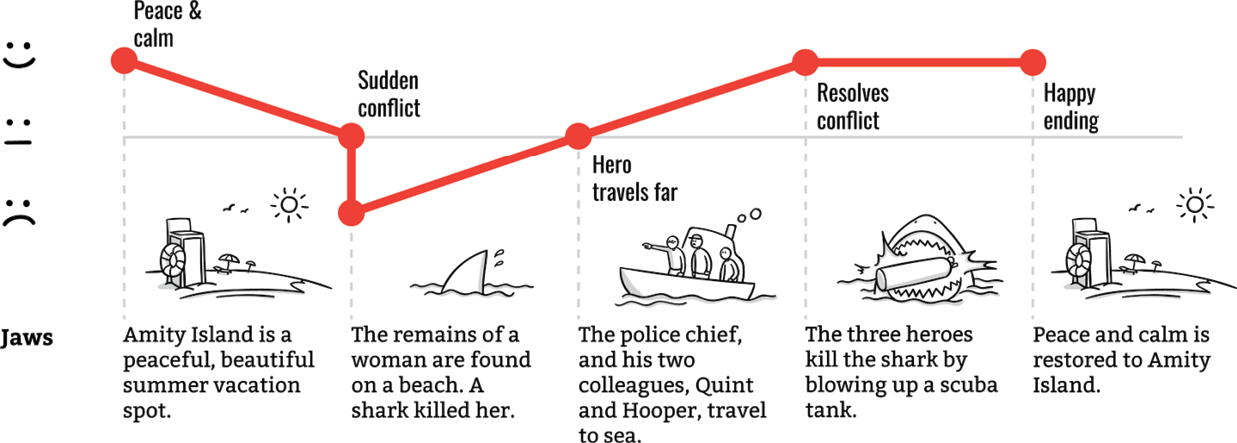 Peace &
calm
Sudden
conflict
Hero
travels far
Resolves
conflict
Happy
ending
Jaws
Amity Island is a
peaceful, beautiful
summer vacation
spot.
The remains of a
woman are found
on a beach. A
shark killed her.
The police chief,
and his two
colleagues, Quint
and Hooper, travel
to sea.
The three heroes
kill the shark by
blowing up a scuba
tank.
Peace and calm is
restored to Amity
Island.